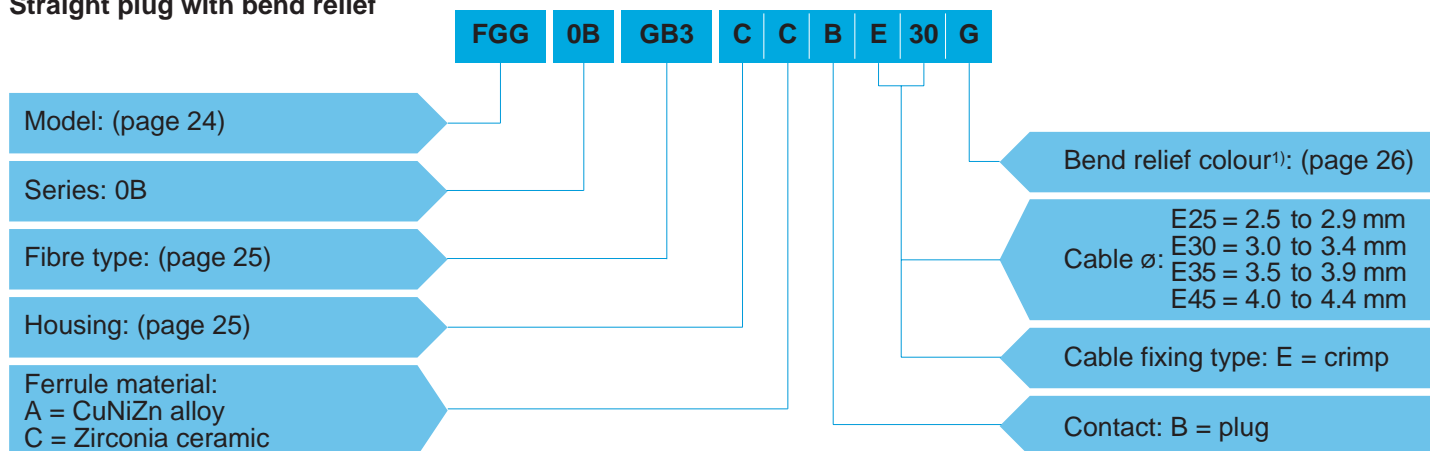 Straight plug with bend relief
FGG 0B GB3 C C B E 30 G
Model: (page 24)
Series: 0B
Fibre type: (page 25)
Housing: (page 25)
Ferrule material:
A = CuNiZn alloy
C = Zirconia ceramic
Bend relief colour1): (page 26)
Cable ø:
E25 = 2.5 to 2.9 mm
E30 = 3.0 to 3.4 mm
E35 = 3.5 to 3.9 mm
E45 = 4.0 to 4.4 mm
Cable fixing type: E = crimp
Contact: B = plug